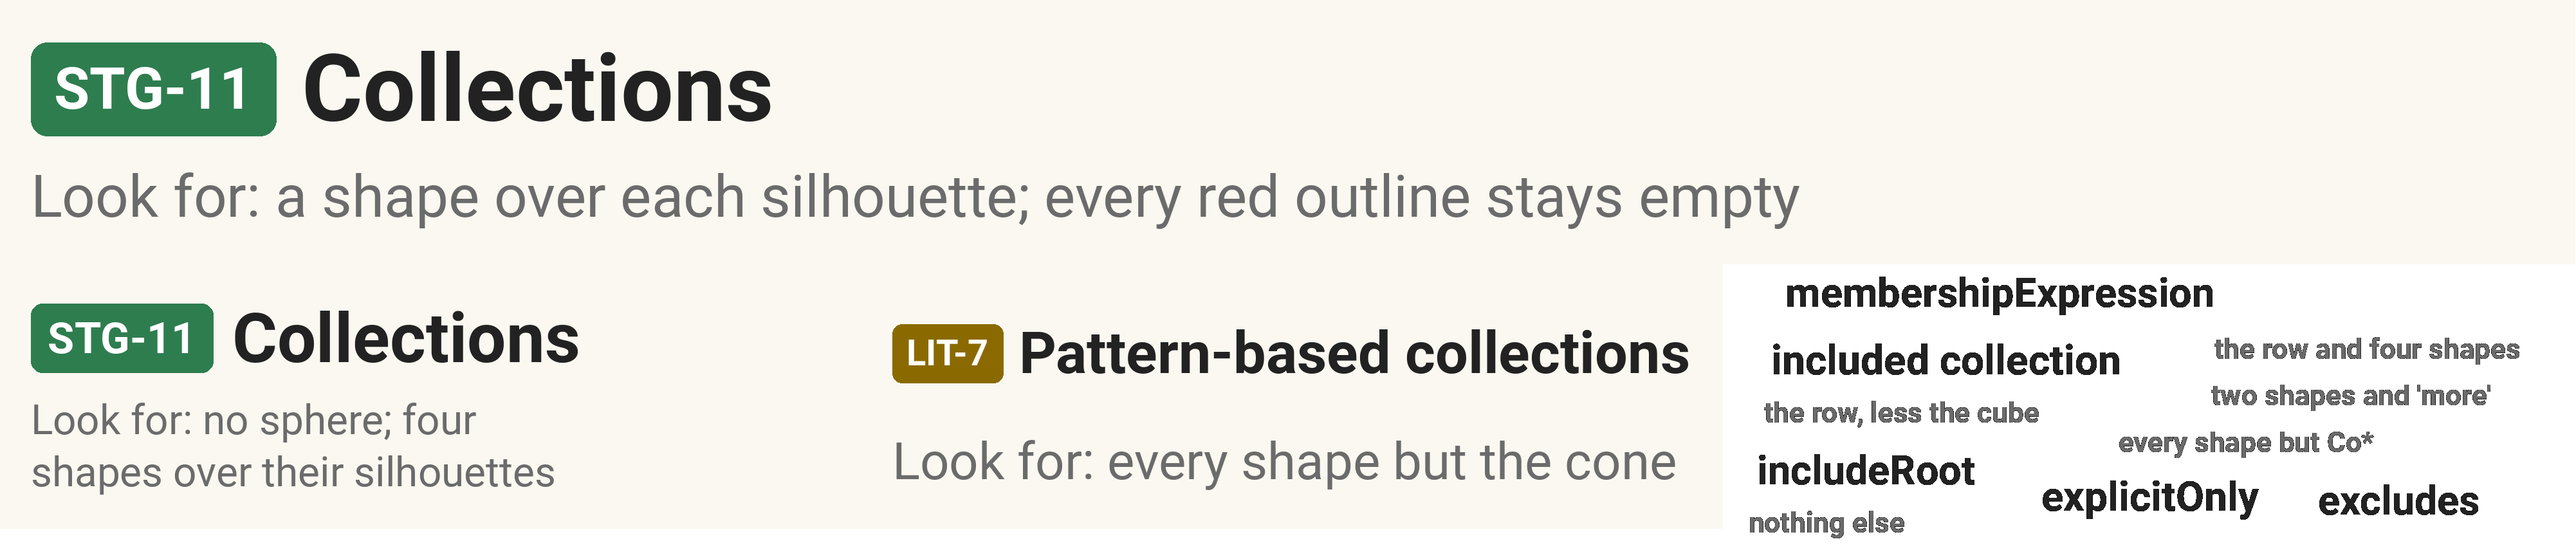 STG-11 Collections
Look for: a shape over each silhouette; every red outline stays empty
STG-11 Collections
Look for: no sphere; four
shapes over their silhouettes
LIT-7 Pattern-based collections
Look for: every shape but the cone
membershipExpression
included collection
the row and four shapes
two shapes and 'more'
the row, less the cube
every shape but Co*
includeRoot
explicitOnly
excludes
nothing else